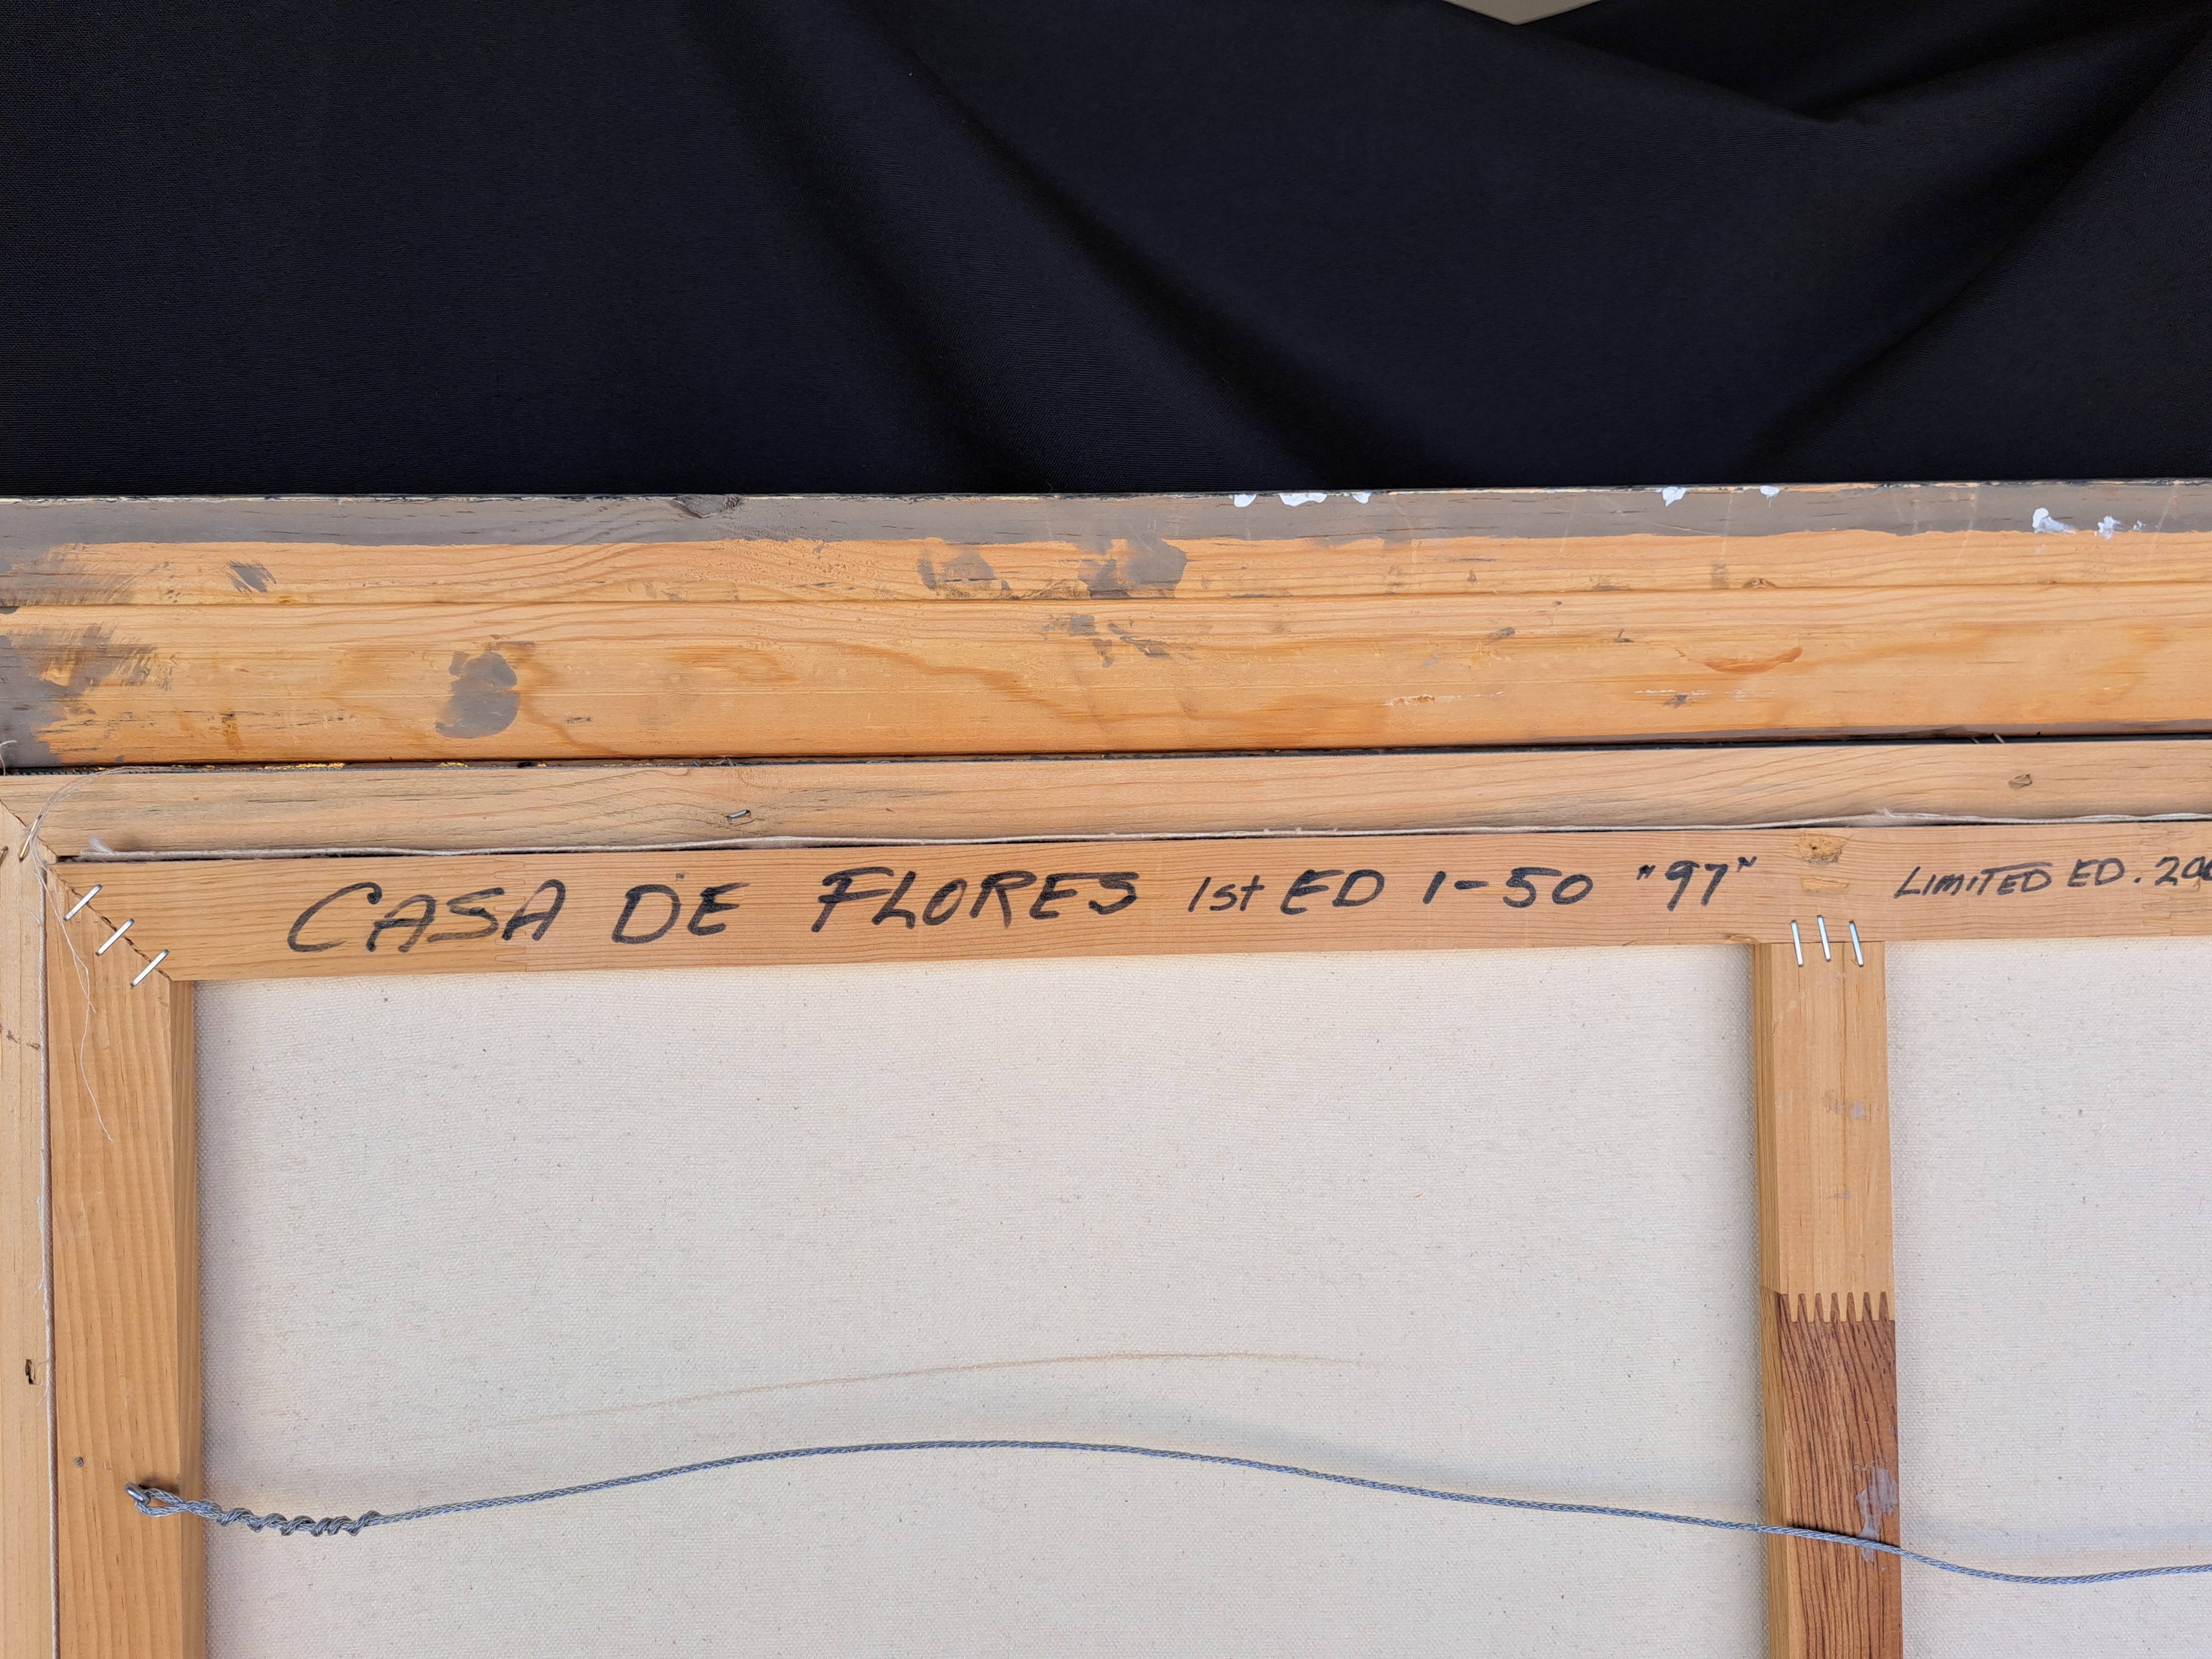 CASA DE FLORES 1st ED 1-50 "97" LIMITED ED.